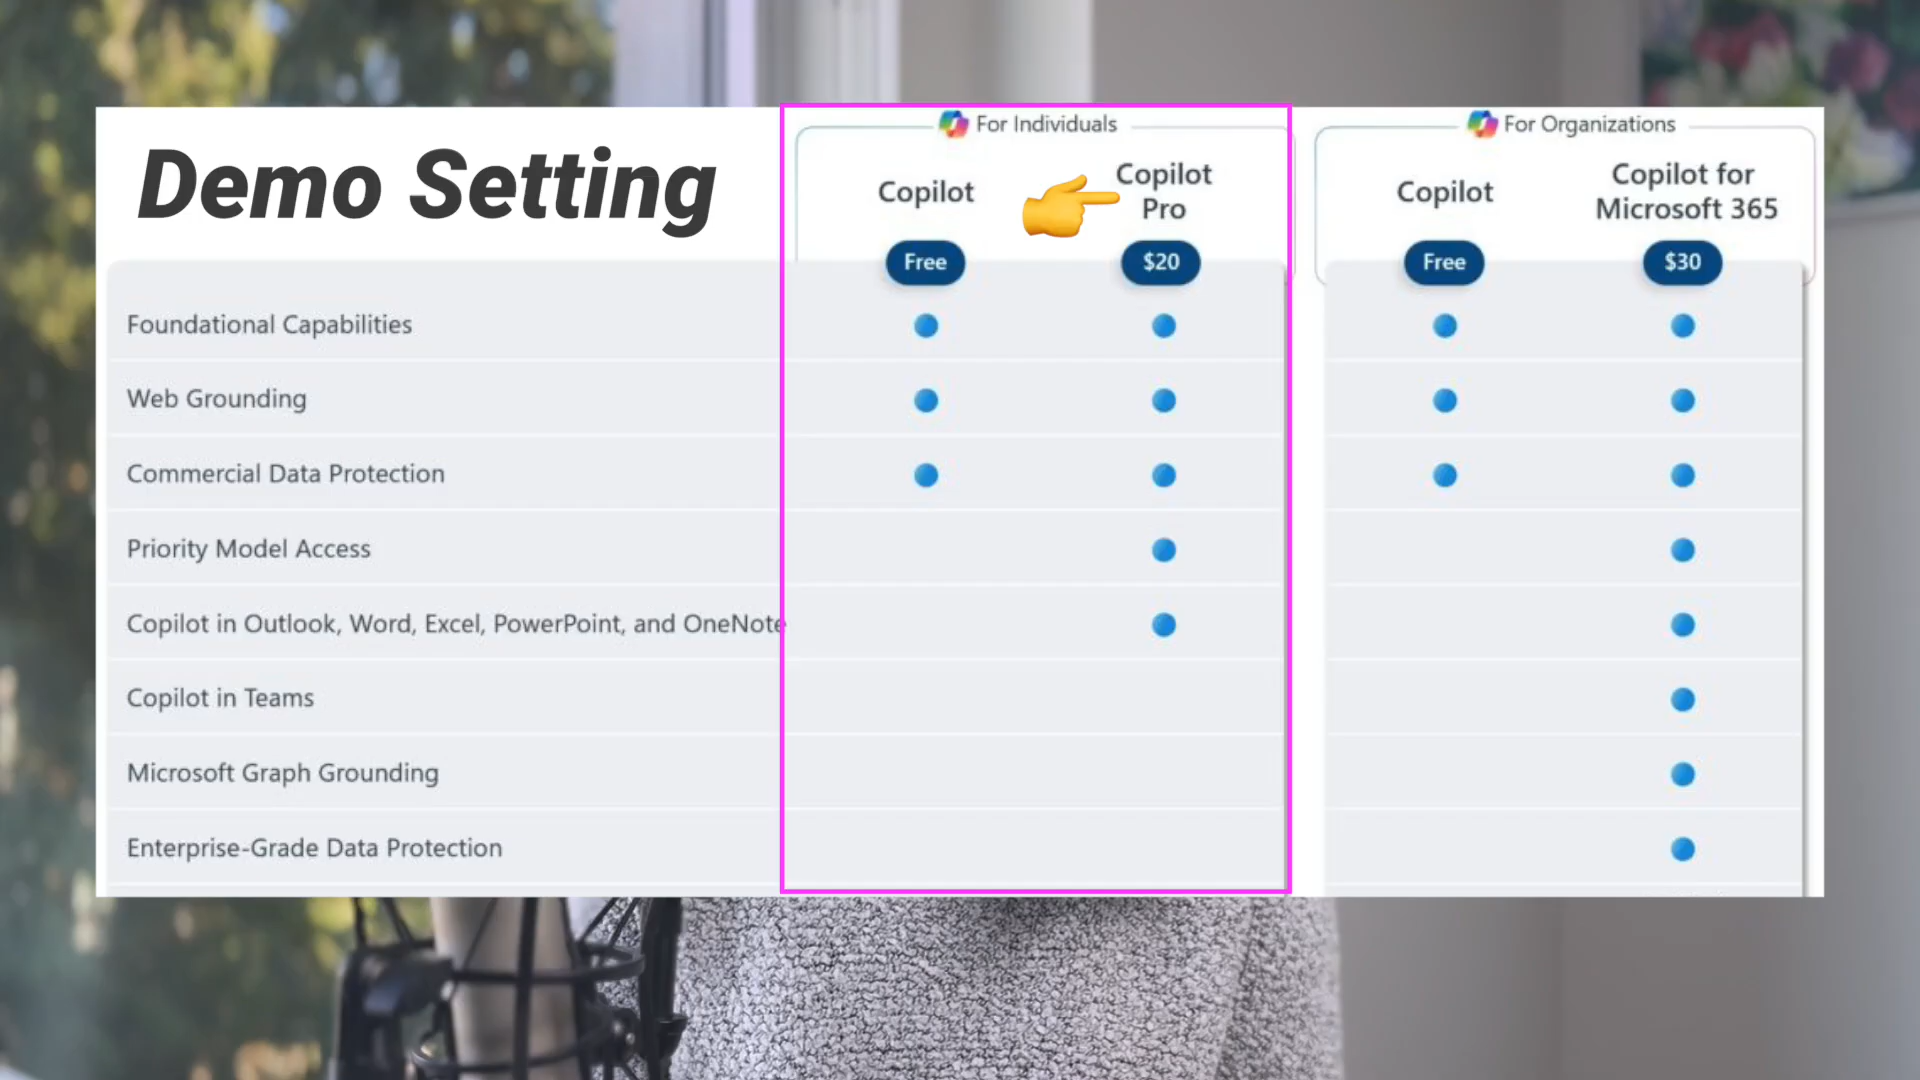 Demo Setting
For Individuals
For Organizations
Copilot
Copilot
Pro
Copilot
Copilot for
Microsoft 365
Free
$20
Free
$30
Foundational Capabilities
Web Grounding
Commercial Data Protection
Priority Model Access
Copilot in Outlook, Word, Excel, PowerPoint, and OneNote
Copilot in Teams
Microsoft Graph Grounding
Enterprise-Grade Data Protection